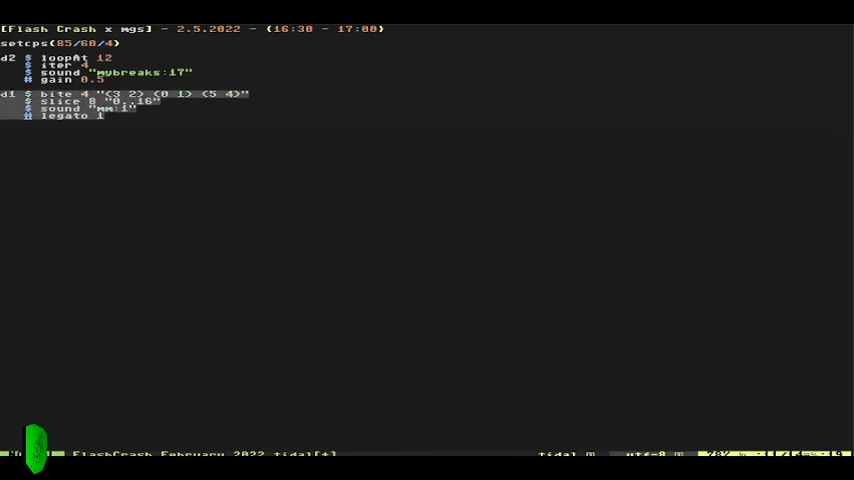 [Flash Crash x mgs] - 2.5.2022 - (16:30 - 17:00)
setcps(85/60/4)
d2 $ loopAt 12
$ iter 4
$ sound "mybreaks:17"
# gain 0.5
d1 $ bite 4 "<3 2> <0 1> <5 4>"
$ slice 8 "0..16"
$ sound "mm:1"
# legato 1
FlashCrash February 2022.tidal[+] tidal utf-8 78%